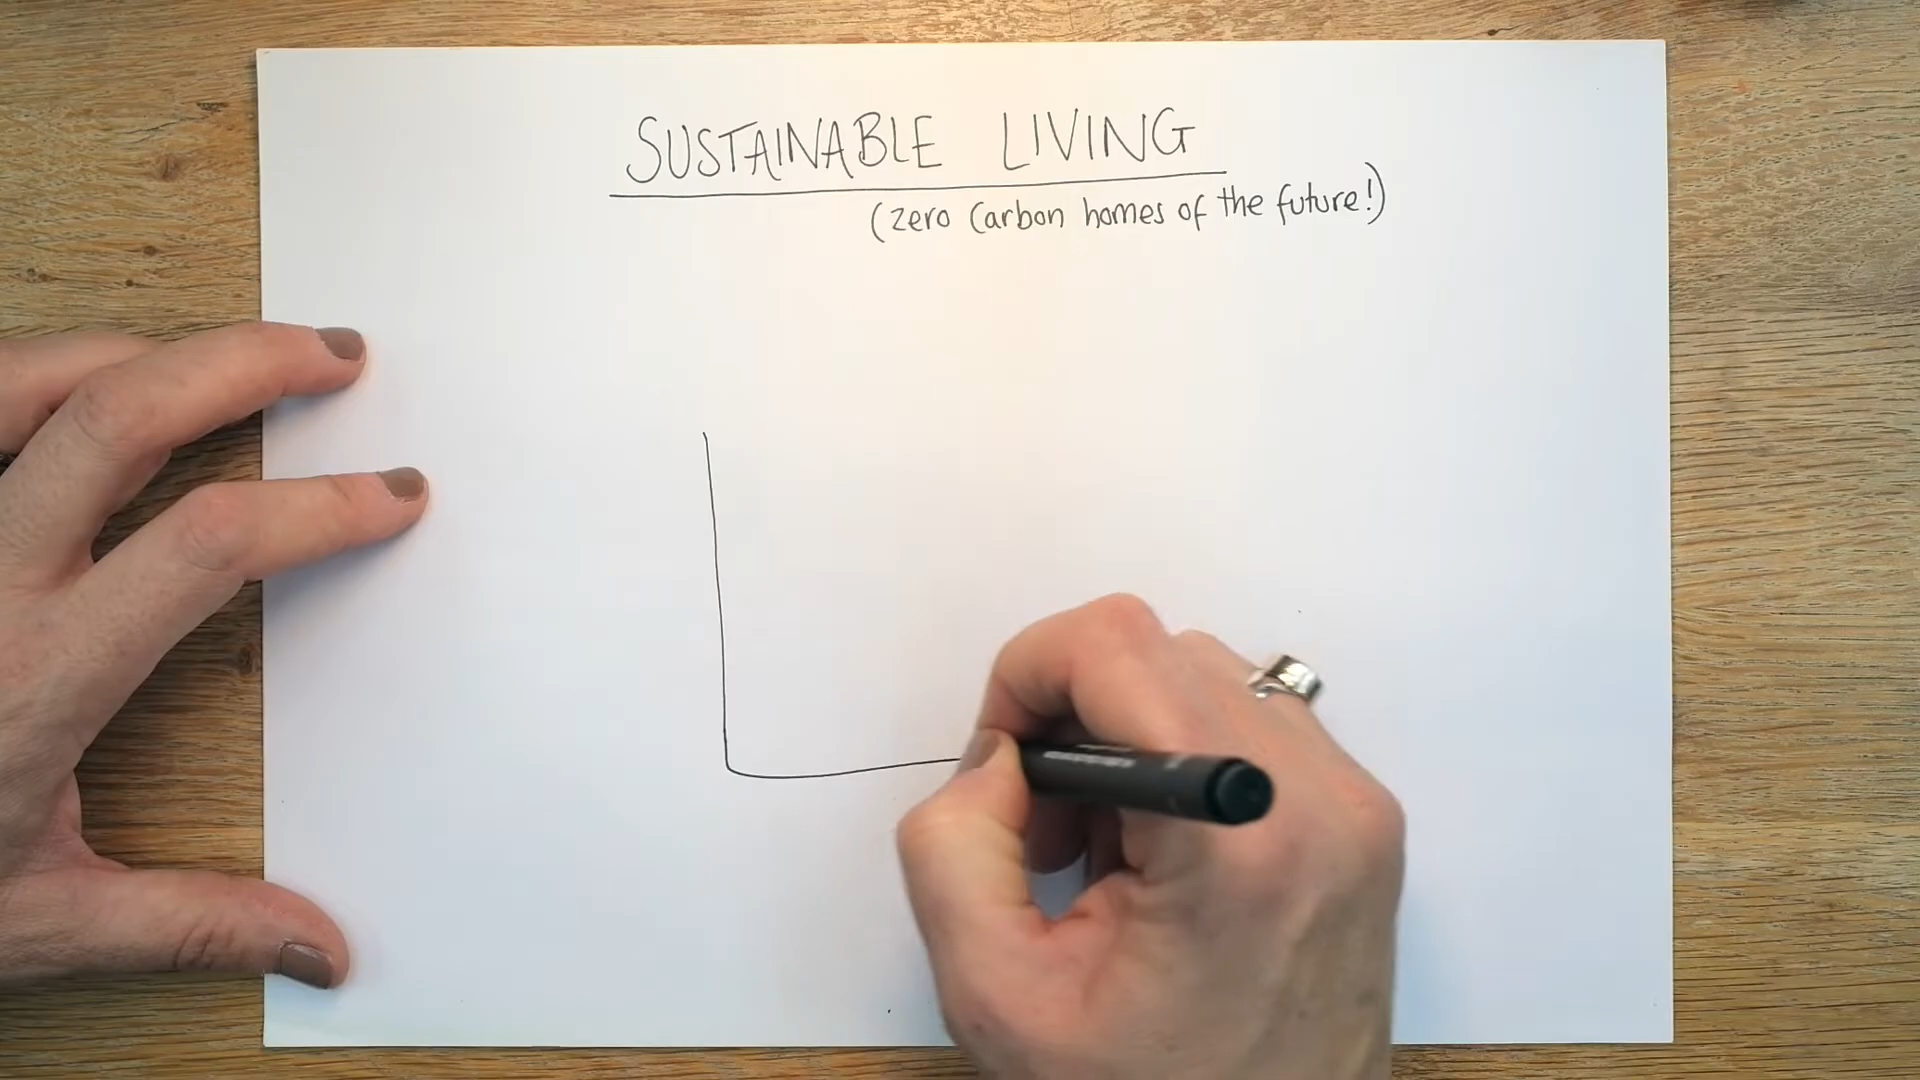 SUSTAINABLE LIVING
(zero carbon homes of the future!)